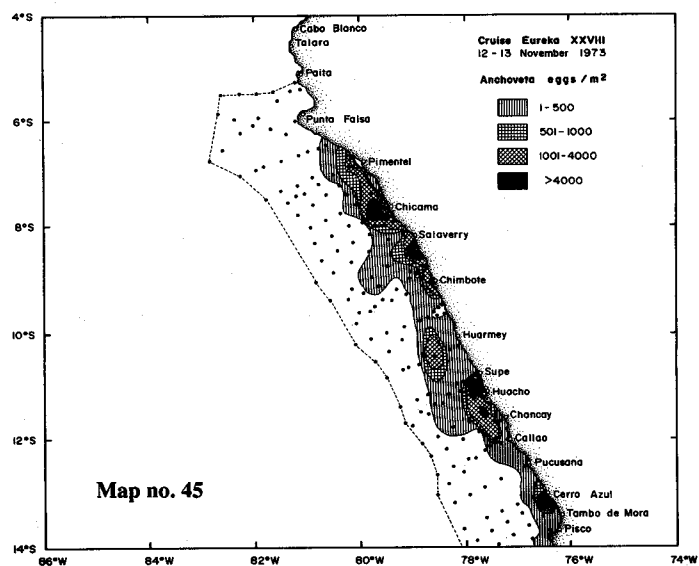 4°S
Cabo Blanco
Talara
Paita
Cruise Eureka XXVIII
12 - 13 November 1973
Anchoveta eggs / m²
1 - 500
501 - 1000
1001 - 4000
>4000
6°S
Punta Falsa
Pimentel
Chicama
8°S
Salaverry
Chimbote
10°S
Huarmey
Supe
Huacho
Chancay
12°S
Callao
Pucusana
Map no. 45
Cerro Azul
Tambo de Mora
Pisco
14°S
86°W
84°W
82°W
80°W
78°W
76°W
74°W